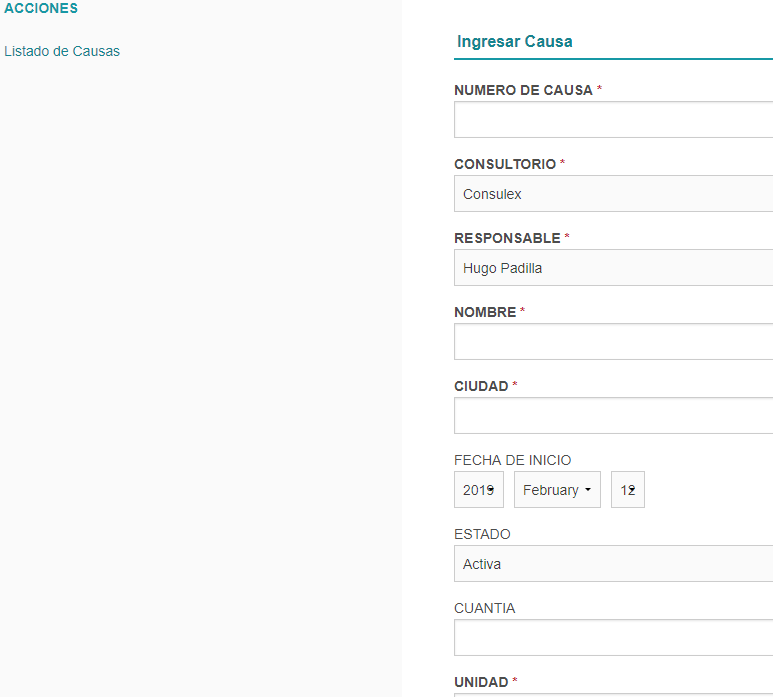 ACCIONES
Listado de Causas
Ingresar Causa
NUMERO DE CAUSA *
CONSULTORIO *
Consulex
RESPONSABLE *
Hugo Padilla
NOMBRE *
CIUDAD *
FECHA DE INICIO
2019 February 12
ESTADO
Activa
CUANTIA
UNIDAD *